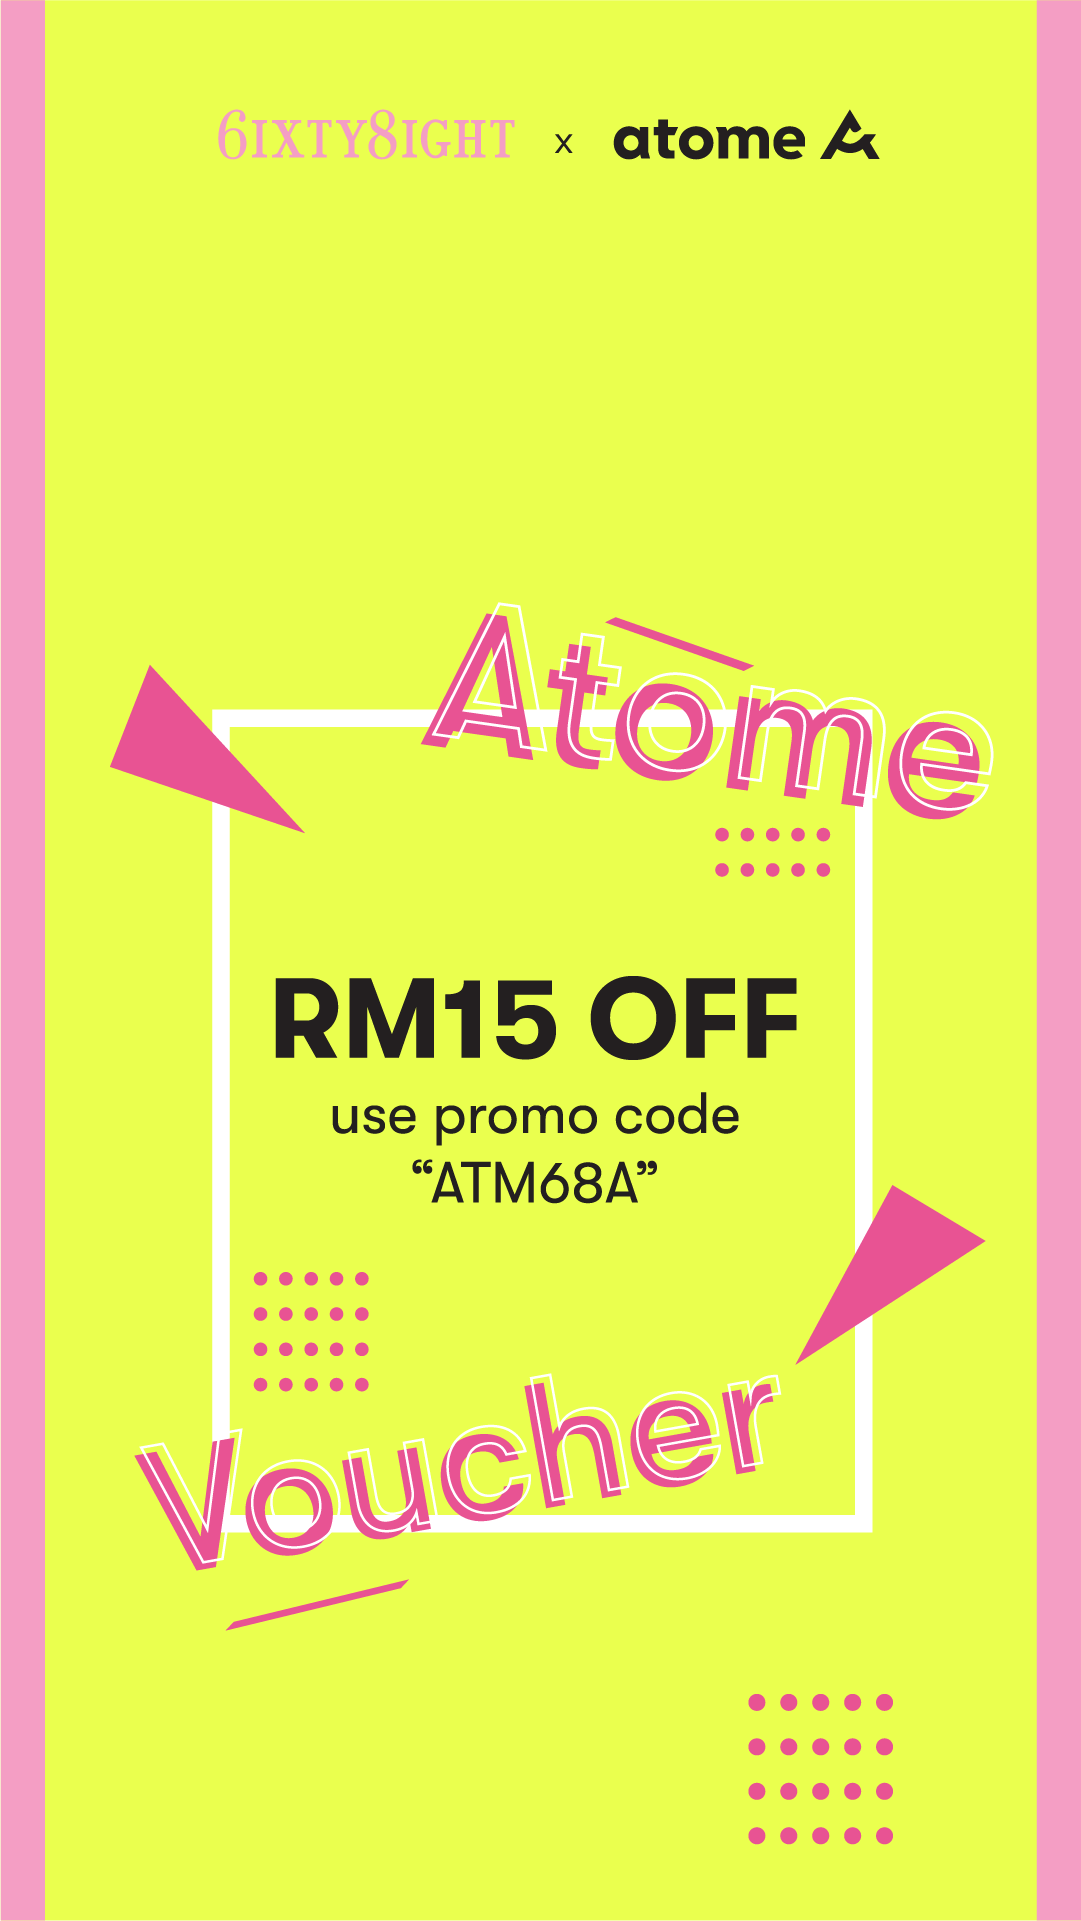 6IXTY8IGHT x atome
Atome
RM15 OFF
use promo code
“ATM68A”
Voucher